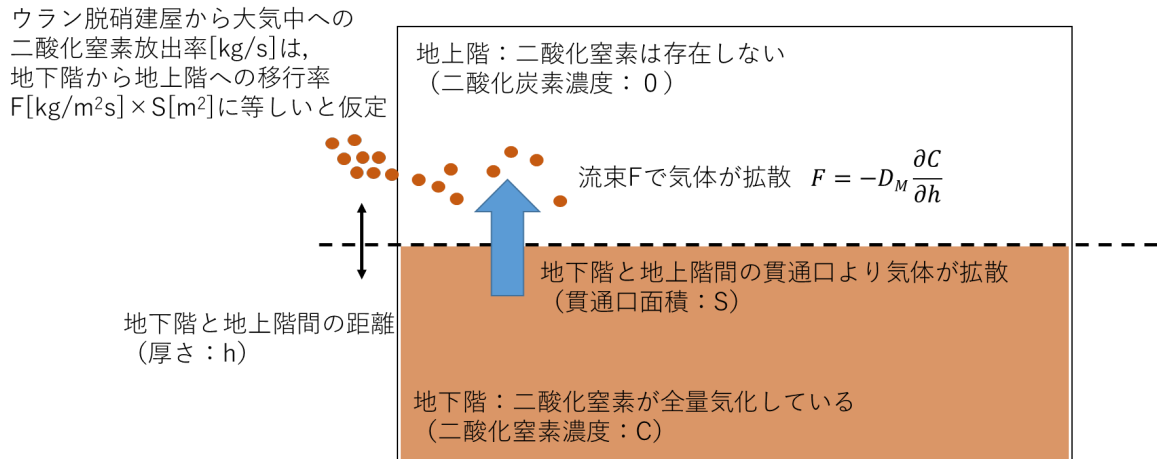 ウラン脱硝建屋から大気中への
二酸化窒素放出率[kg/s]は,
地下階から地上階への移行率
F[kg/m²s]×S[m²]に等しいと仮定
地上階：二酸化窒素は存在しない
（二酸化炭素濃度：０）
流束Fで気体が拡散 F = −D_M ∂C/∂h
地下階と地上階間の貫通口より気体が拡散
（貫通口面積：S）
地下階と地上階間の距離
（厚さ：h）
地下階：二酸化窒素が全量気化している
（二酸化窒素濃度：C）